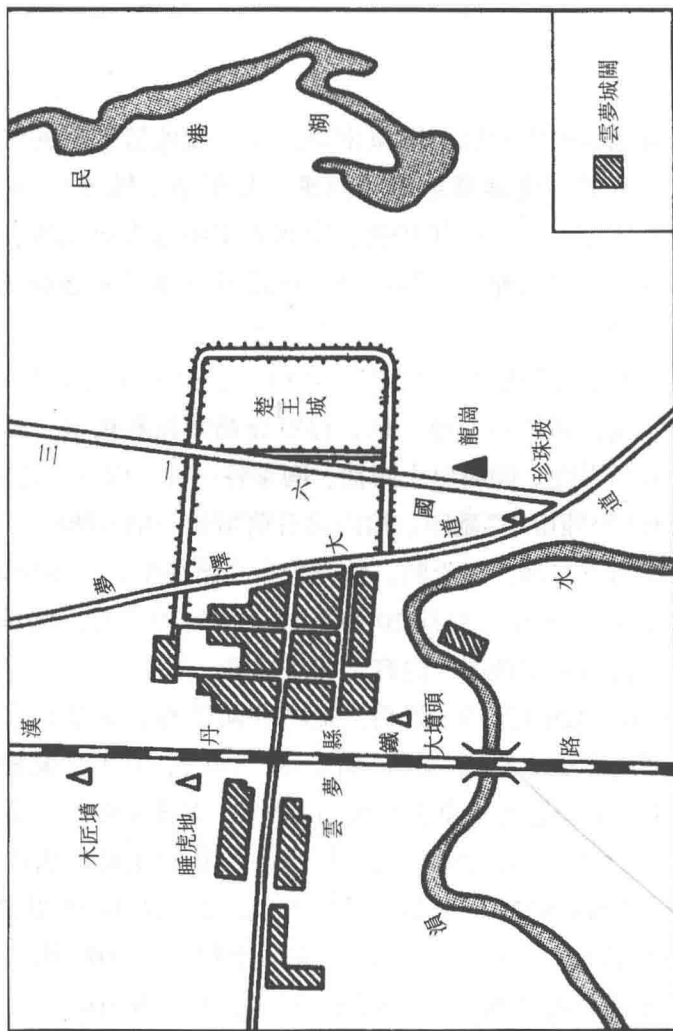 民港湖
雲夢城關
楚王城
三一六國道
龍崗
珍珠坡
夢澤大道
漢丹鐵路
木匠墳
睡虎地
雲夢縣
大墳頭
溳水